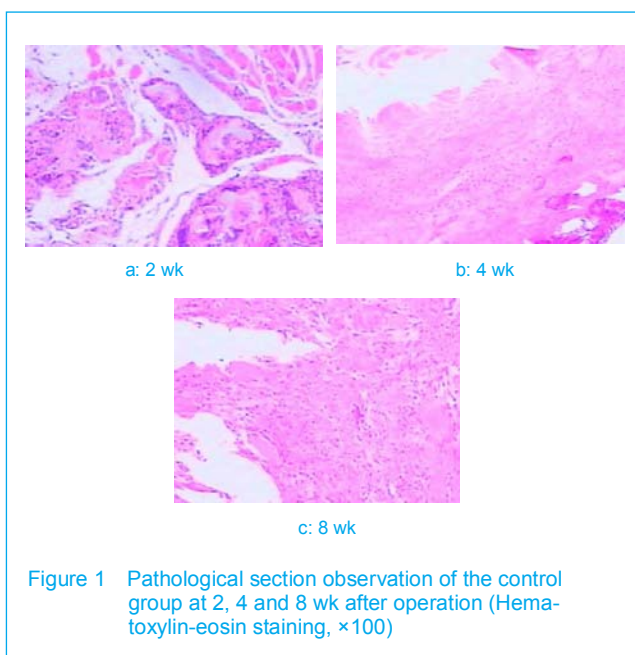 a: 2 wk
b: 4 wk
c: 8 wk
Figure 1 Pathological section observation of the control
group at 2, 4 and 8 wk after operation (Hema-
toxylin-eosin staining, ×100)